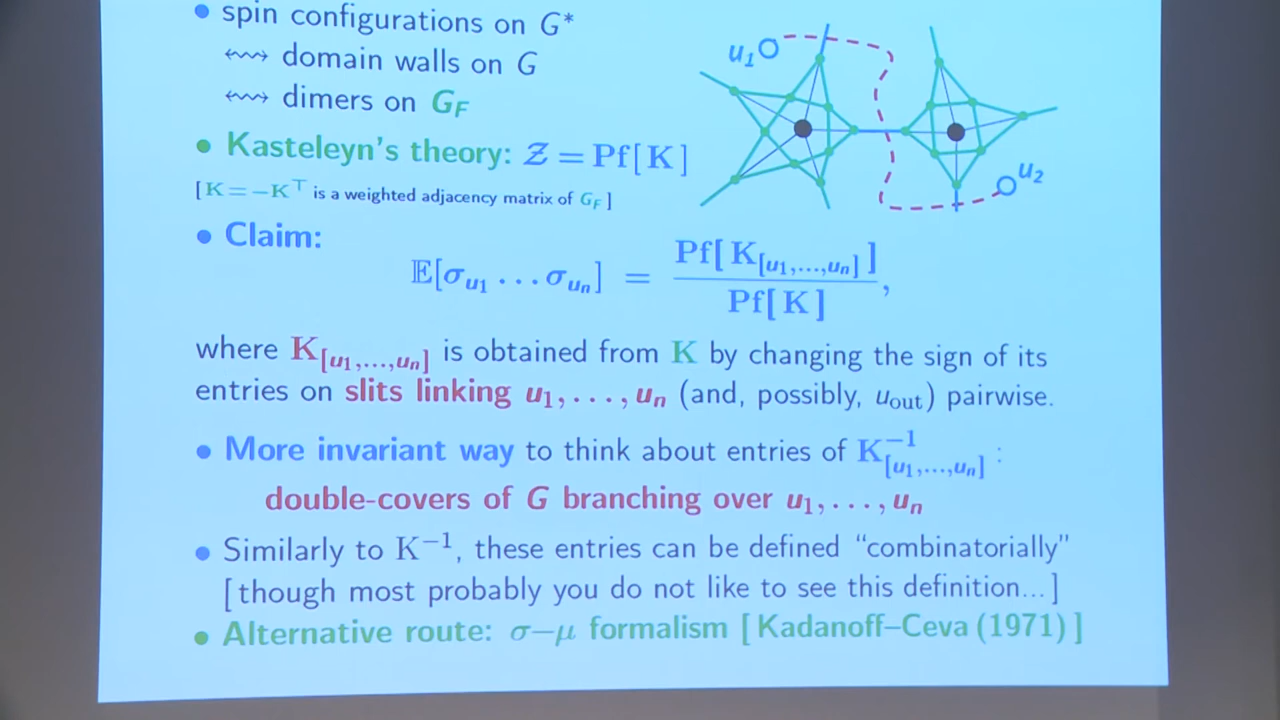 • spin configurations on G*
⇝ domain walls on G
⇝ dimers on G_F
• Kasteleyn's theory: 𝒵 = Pf[K]
[K = −K^⊤ is a weighted adjacency matrix of G_F]
• Claim:
𝔼[σ_{u_1} … σ_{u_n}] = Pf[K_{[u_1,…,u_n]}] / Pf[K],
where K_{[u_1,…,u_n]} is obtained from K by changing the sign of its
entries on slits linking u_1, …, u_n (and, possibly, u_out) pairwise.
• More invariant way to think about entries of K^{−1}_{[u_1,…,u_n]} :
double-covers of G branching over u_1, …, u_n
• Similarly to K^{−1}, these entries can be defined "combinatorially"
[though most probably you do not like to see this definition...]
• Alternative route: σ−μ formalism [Kadanoff–Ceva (1971)]
u_1
u_2